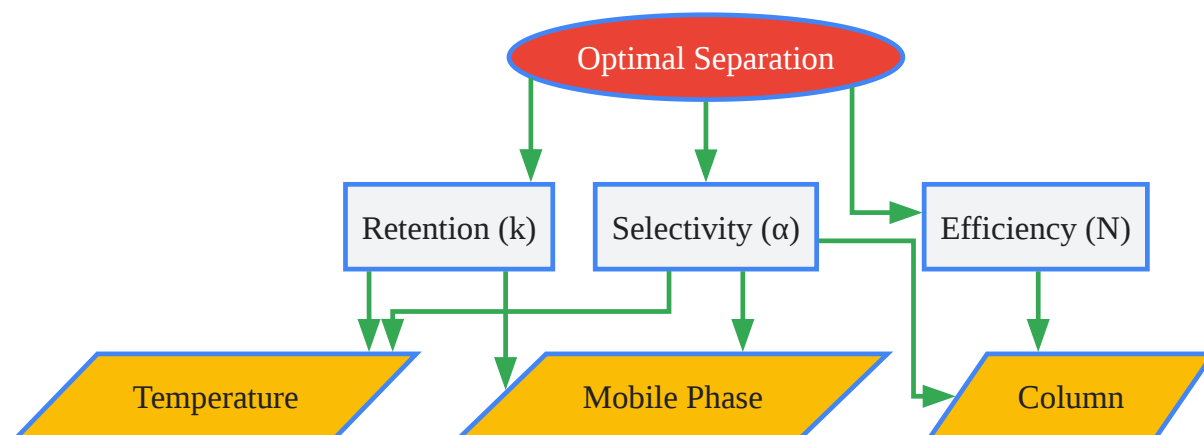 Optimal Separation
Retention (k)
Selectivity (α)
Efficiency (N)
Temperature
Mobile Phase
Column